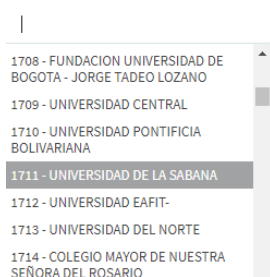 1708 - FUNDACION UNIVERSIDAD DE
BOGOTA - JORGE TADEO LOZANO
1709 - UNIVERSIDAD CENTRAL
1710 - UNIVERSIDAD PONTIFICIA
BOLIVARIANA
1711 - UNIVERSIDAD DE LA SABANA
1712 - UNIVERSIDAD EAFIT-
1713 - UNIVERSIDAD DEL NORTE
1714 - COLEGIO MAYOR DE NUESTRA
SEÑORA DEL ROSARIO